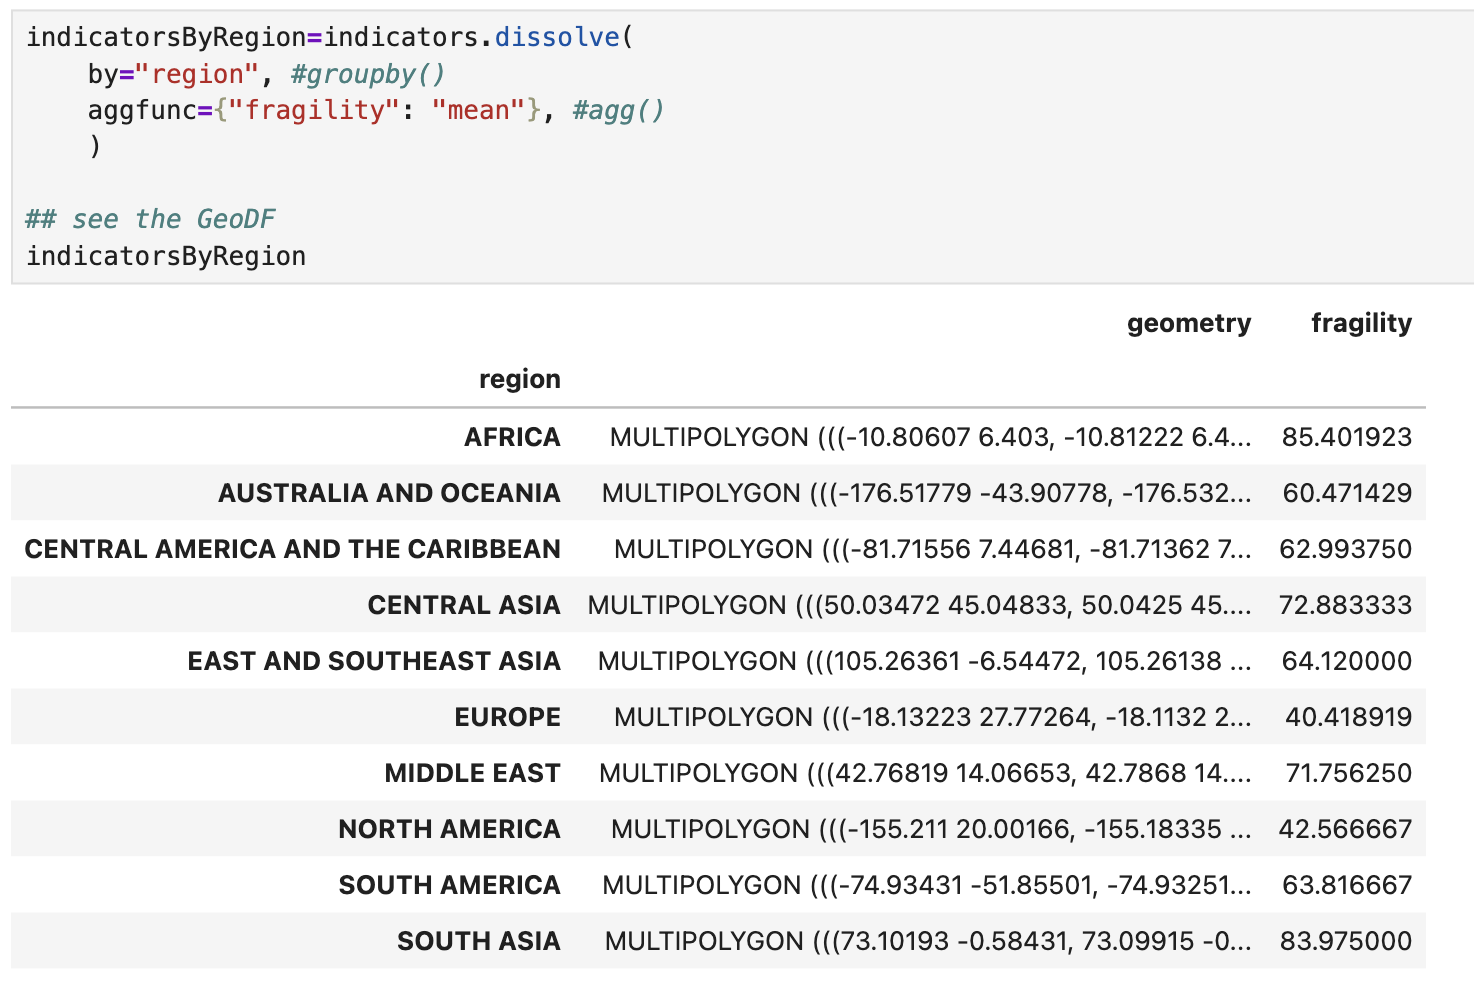 indicatorsByRegion=indicators.dissolve(
    by="region", #groupby()
    aggfunc={"fragility": "mean"}, #agg()
    )
## see the GeoDF
indicatorsByRegion
geometry fragility
region
AFRICA MULTIPOLYGON (((-10.80607 6.403, -10.81222 6.4... 85.401923
AUSTRALIA AND OCEANIA MULTIPOLYGON (((-176.51779 -43.90778, -176.532... 60.471429
CENTRAL AMERICA AND THE CARIBBEAN MULTIPOLYGON (((-81.71556 7.44681, -81.71362 7... 62.993750
CENTRAL ASIA MULTIPOLYGON (((50.03472 45.04833, 50.0425 45.... 72.883333
EAST AND SOUTHEAST ASIA MULTIPOLYGON (((105.26361 -6.54472, 105.26138 ... 64.120000
EUROPE MULTIPOLYGON (((-18.13223 27.77264, -18.1132 2... 40.418919
MIDDLE EAST MULTIPOLYGON (((42.76819 14.06653, 42.7868 14.... 71.756250
NORTH AMERICA MULTIPOLYGON (((-155.211 20.00166, -155.18335 ... 42.566667
SOUTH AMERICA MULTIPOLYGON (((-74.93431 -51.85501, -74.93251... 63.816667
SOUTH ASIA MULTIPOLYGON (((73.10193 -0.58431, 73.09915 -0... 83.975000